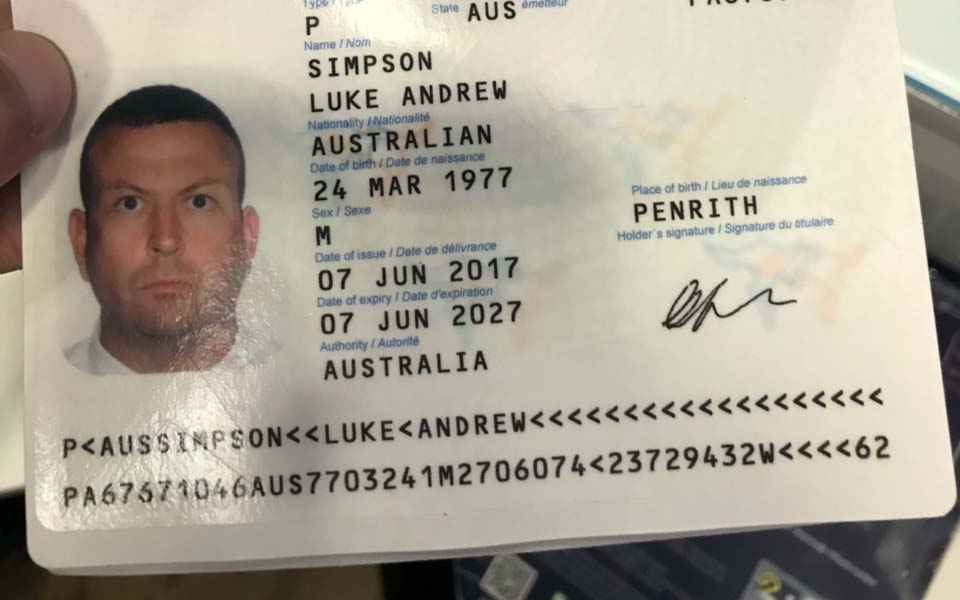 Type / Type
State AUS émetteur
P
Name / Nom
SIMPSON
LUKE ANDREW
Nationality / Nationalité
AUSTRALIAN
Date of birth / Date de naissance
24 MAR 1977
Sex / Sexe
M
Place of birth / Lieu de naissance
PENRITH
Date of issue / Date de délivrance
07 JUN 2017
Holder's signature / Signature du titulaire
Date of expiry / Date d'expiration
07 JUN 2027
Authority / Autorité
AUSTRALIA
P<AUSSIMPSON<<LUKE<ANDREW<<<<<<<<<<<<<<<<<<<
PA67671046AUS7703241M2706074<23729432W<<<<62